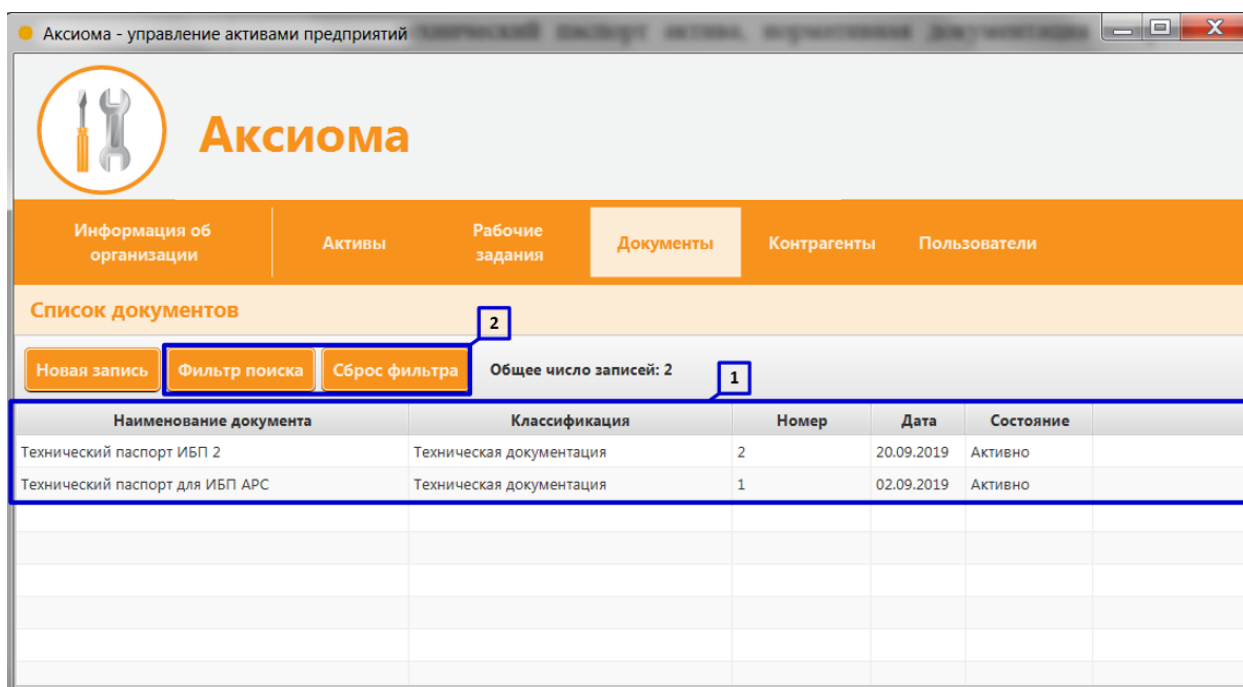 Аксиома - управление активами предприятий
Аксиома
Информация об
организации
Активы
Рабочие
задания
Документы
Контрагенты
Пользователи
Список документов
2
Новая запись
Фильтр поиска
Сброс фильтра
Общее число записей: 2
1
Наименование документа Классификация Номер Дата Состояние
Технический паспорт ИБП 2 Техническая документация 2 20.09.2019 Активно
Технический паспорт для ИБП АРС Техническая документация 1 02.09.2019 Активно